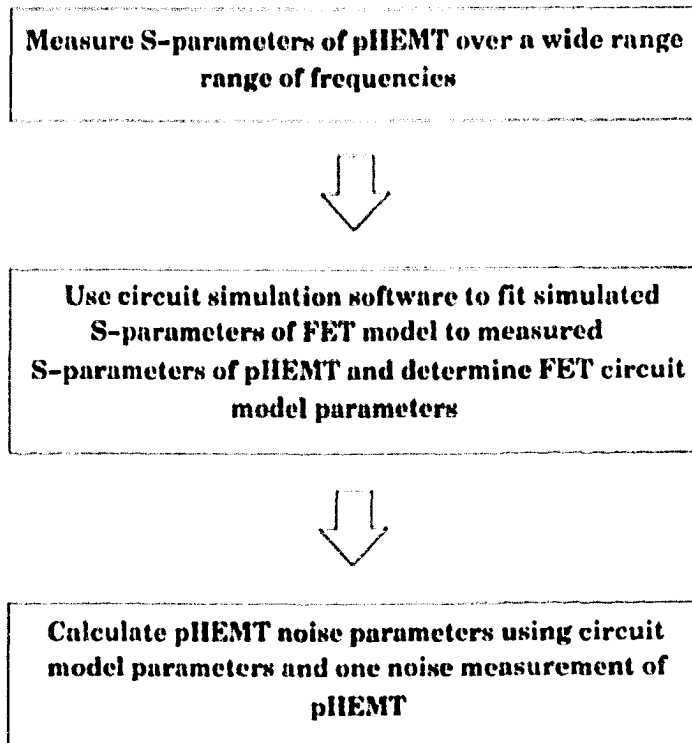 Measure S-parameters of pHEMT over a wide range
range of frequencies
Use circuit simulation software to fit simulated
S-parameters of FET model to measured
S-parameters of pHEMT and determine FET circuit
model parameters
Calculate pHEMT noise parameters using circuit
model parameters and one noise measurement of
pHEMT